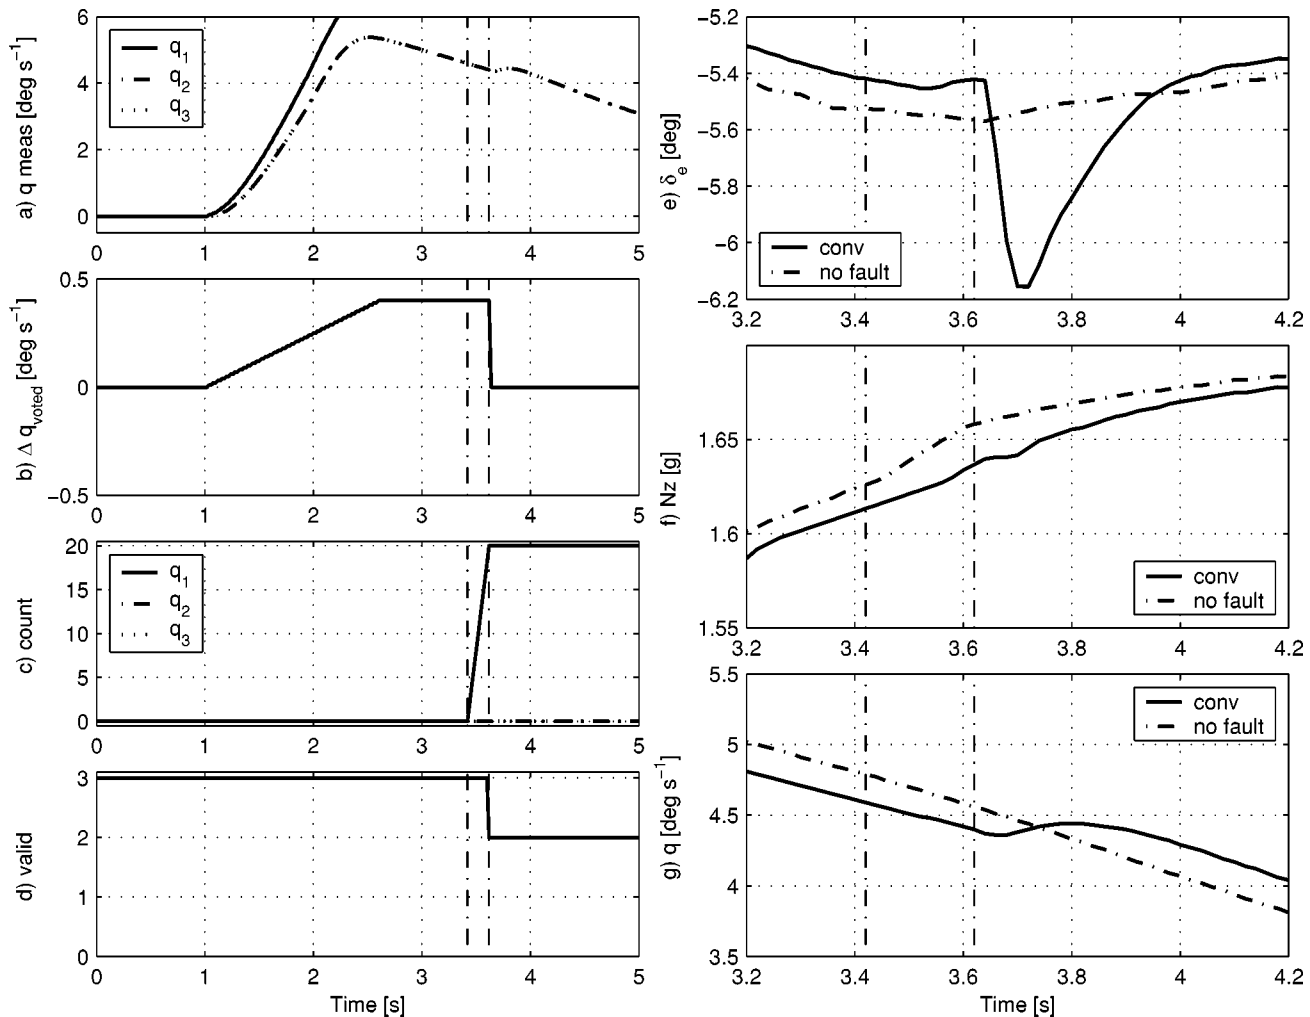 a) q meas [deg s⁻¹]
6
4
2
0
q₁
q₂
q₃
0 1 2 3 4 5
b) Δ q_voted [deg s⁻¹]
0.5
0
−0.5
0 1 2 3 4 5
c) count
20
15
10
5
0
q₁
q₂
q₃
0 1 2 3 4 5
d) valid
3
2
1
0
0 1 2 3 4 5
Time [s]
e) δ_e [deg]
−5.2
−5.4
−5.6
−5.8
−6
−6.2
conv
no fault
3.2 3.4 3.6 3.8 4 4.2
f) Nz [g]
1.65
1.6
1.55
conv
no fault
3.2 3.4 3.6 3.8 4 4.2
g) q [deg s⁻¹]
5.5
5
4.5
4
3.5
conv
no fault
3.2 3.4 3.6 3.8 4 4.2
Time [s]